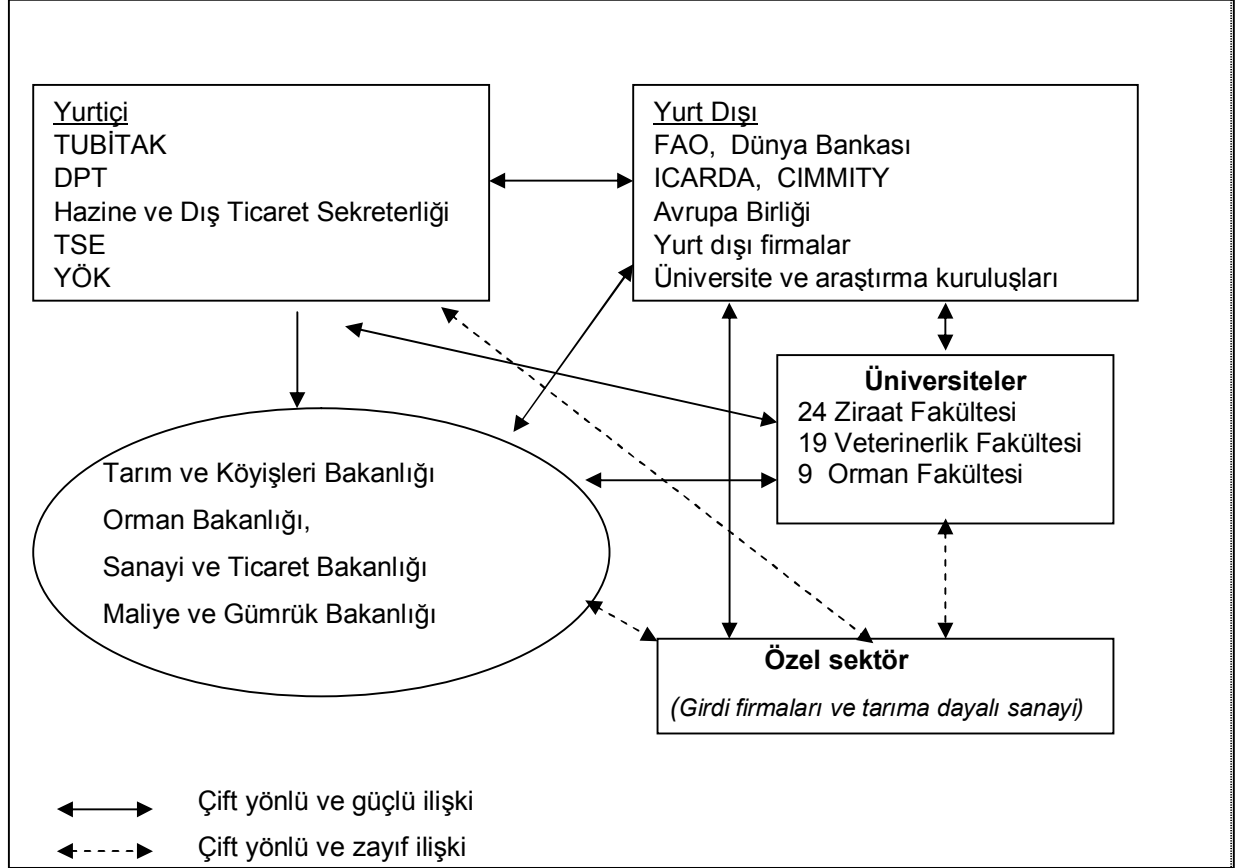 Yurtiçi
TUBİTAK
DPT
Hazine ve Dış Ticaret Sekreterliği
TSE
YÖK
Yurt Dışı
FAO, Dünya Bankası
ICARDA, CIMMITY
Avrupa Birliği
Yurt dışı firmalar
Üniversite ve araştırma kuruluşları
Üniversiteler
24 Ziraat Fakültesi
19 Veterinerlik Fakültesi
9 Orman Fakültesi
Tarım ve Köyişleri Bakanlığı
Orman Bakanlığı,
Sanayi ve Ticaret Bakanlığı
Maliye ve Gümrük Bakanlığı
Özel sektör
(Girdi firmaları ve tarıma dayalı sanayi)
Çift yönlü ve güçlü ilişki
Çift yönlü ve zayıf ilişki